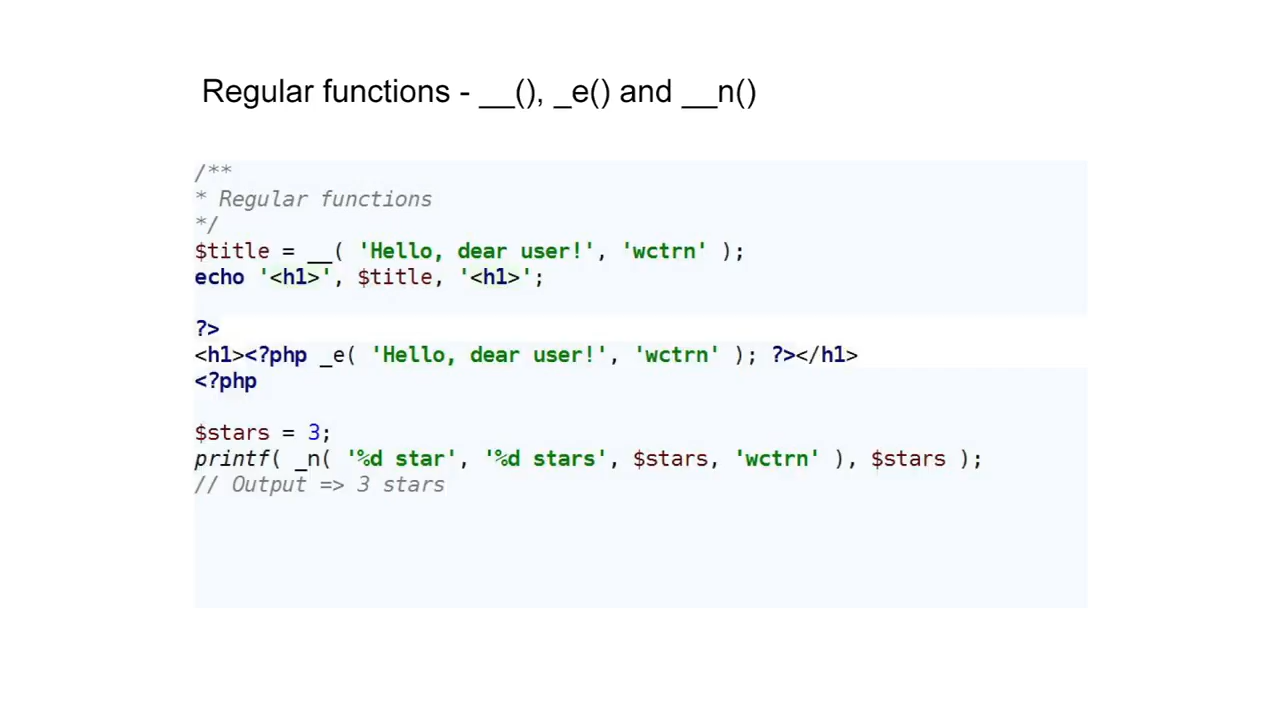 Regular functions - __(), _e() and __n()
/**
* Regular functions
*/
$title = __( 'Hello, dear user!', 'wctrn' );
echo '<h1>', $title, '<h1>';
?>
<h1><?php _e( 'Hello, dear user!', 'wctrn' ); ?></h1>
<?php
$stars = 3;
printf( _n( '%d star', '%d stars', $stars, 'wctrn' ), $stars );
// Output => 3 stars